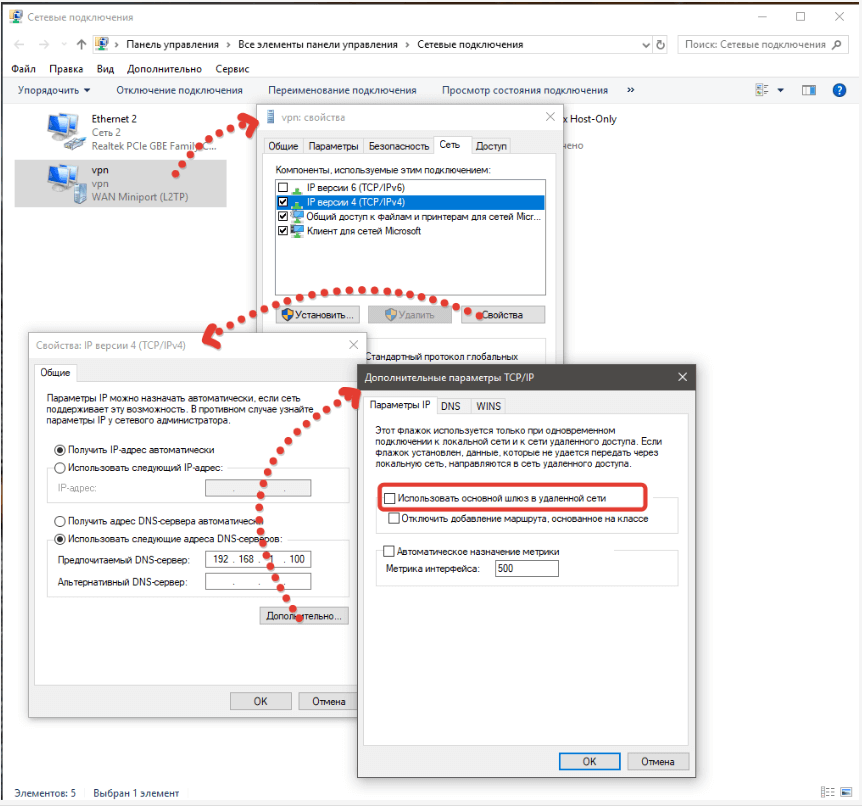 Сетевые подключения
Панель управления
Все элементы панели управления
Сетевые подключения
Поиск: Сетевые подключения
Файл Правка Вид Дополнительно Сервис
Упорядочить Отключение подключения Переименование подключения Просмотр состояния подключения »
Ethernet 2
Сеть 2
Realtek PCIe GBE Family C...
vpn
vpn
WAN Miniport (L2TP)
x Host-Only
чено
vpn: свойства
Общие Параметры Безопасность Сеть Доступ
Компоненты, используемые этим подключением:
IP версии 6 (TCP/IPv6)
IP версии 4 (TCP/IPv4)
Общий доступ к файлам и принтерам для сетей Micr...
Клиент для сетей Microsoft
Установить... Удалить Свойства
Стандартный протокол глобальных
Свойства: IP версии 4 (TCP/IPv4)
Общие
Параметры IP можно назначать автоматически, если сеть
поддерживает эту возможность. В противном случае узнайте
параметры IP у сетевого администратора.
Получить IP-адрес автоматически
Использовать следующий IP-адрес:
IP-адрес: . . .
Получить адрес DNS-сервера автоматически
Использовать следующие адреса DNS-серверов:
Предпочитаемый DNS-сервер: 192 . 168 . 1 . 100
Альтернативный DNS-сервер: . . .
Дополнительно...
OK Отмена
Дополнительные параметры TCP/IP
Параметры IP DNS WINS
Этот флажок используется только при одновременном
подключении к локальной сети и к сети удаленного доступа. Если
флажок установлен, данные, которые не удается передать через
локальную сеть, направляются в сеть удаленного доступа.
Использовать основной шлюз в удаленной сети
Отключить добавление маршрута, основанное на классе
Автоматическое назначение метрики
Метрика интерфейса: 500
OK Отмена
Элементов: 5 Выбран 1 элемент